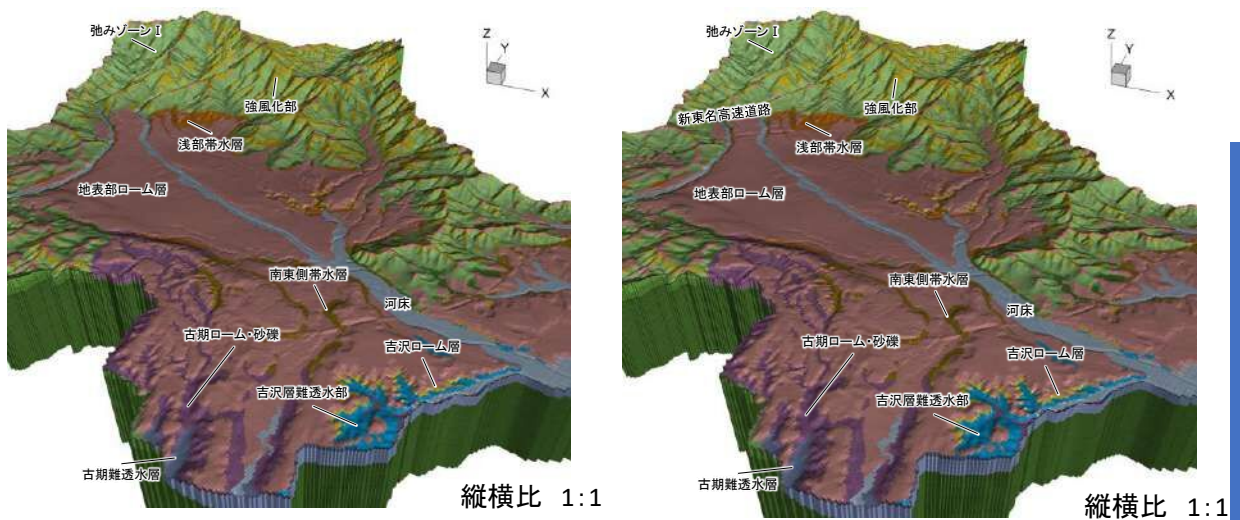 弛みゾーンⅠ
強風化部
浅部帯水層
地表部ローム層
南東側帯水層
河床
古期ローム・砂礫
吉沢ローム層
吉沢層難透水部
古期難透水層
縦横比 1:1
Z
Y
X
弛みゾーンⅠ
強風化部
新東名高速道路
浅部帯水層
地表部ローム層
南東側帯水層
河床
古期ローム・砂礫
吉沢ローム層
吉沢層難透水部
古期難透水層
縦横比 1:1
Z
Y
X